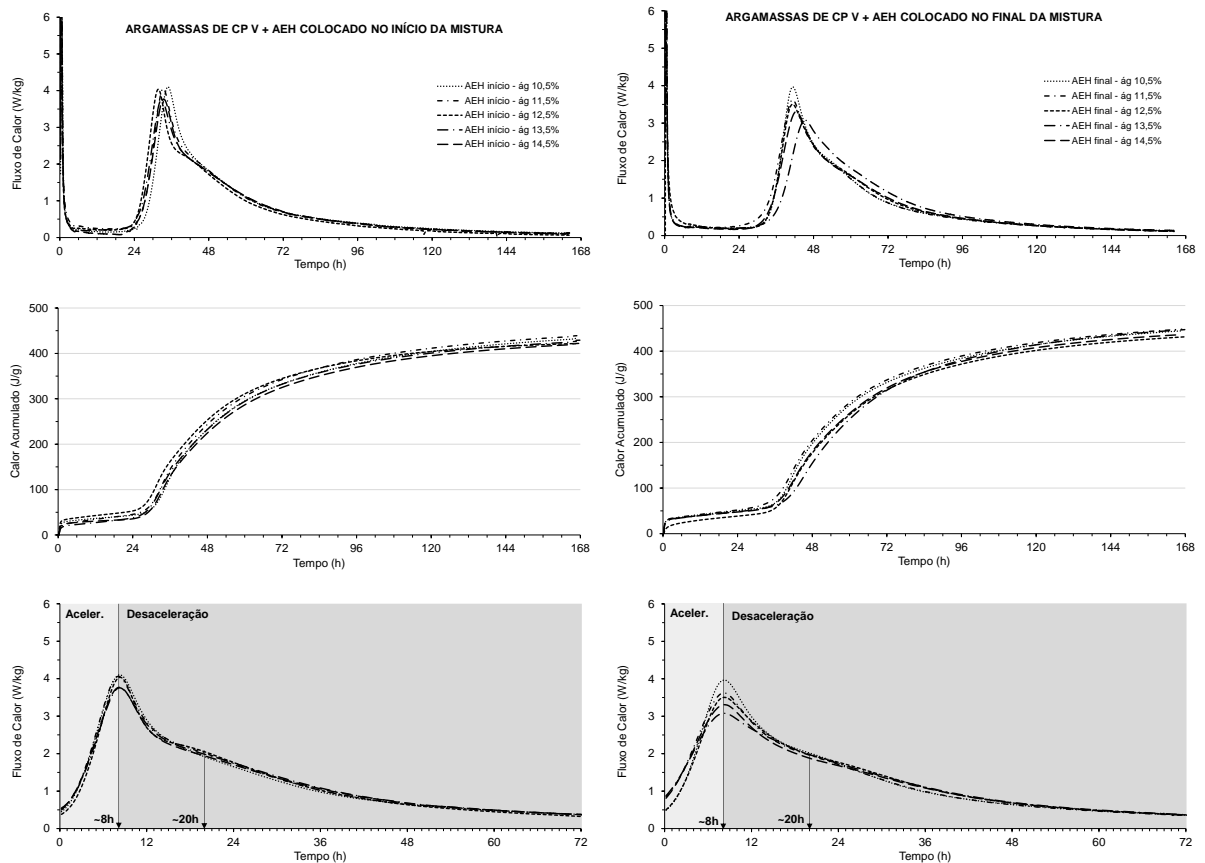 ARGAMASSAS DE CP V + AEH COLOCADO NO INÍCIO DA MISTURA
Fluxo de Calor (W/kg)
6
5
4
3
2
1
0
AEH início - ág 10,5%
AEH início - ág 11,5%
AEH início - ág 12,5%
AEH início - ág 13,5%
AEH início - ág 14,5%
0 24 48 72 96 120 144 168
Tempo (h)
ARGAMASSAS DE CP V + AEH COLOCADO NO FINAL DA MISTURA
Fluxo de Calor (W/kg)
6
5
4
3
2
1
0
AEH final - ág 10,5%
AEH final - ág 11,5%
AEH final - ág 12,5%
AEH final - ág 13,5%
AEH final - ág 14,5%
0 24 48 72 96 120 144 168
Tempo (h)
Calor Acumulado (J/g)
500
400
300
200
100
0
0 24 48 72 96 120 144 168
Tempo (h)
Calor Acumulado (J/g)
500
400
300
200
100
0
0 24 48 72 96 120 144 168
Tempo (h)
Fluxo de Calor (W/kg)
6
5
4
3
2
1
0
Aceler. Desaceleração
~8h ~20h
0 12 24 36 48 60 72
Tempo (h)
Fluxo de Calor (W/kg)
6
5
4
3
2
1
0
Aceler. Desaceleração
~8h ~20h
0 12 24 36 48 60 72
Tempo (h)